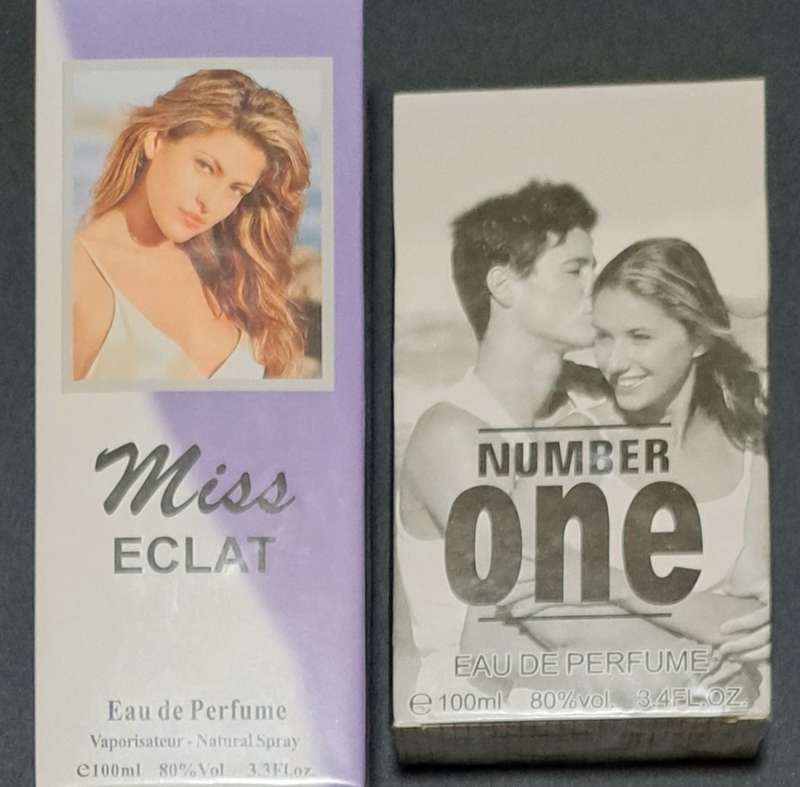 Miss
ECLAT
Eau de Perfume
Vaporisateur - Natural Spray
e100ml 80%Vol 3.3Fl.oz.
NUMBER
one
EAU DE PERFUME
e 100ml 80%vol. 3.4FL.OZ.